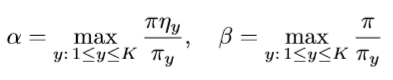 α = max_{y: 1≤y≤K} πη_y / π_y, β = max_{y: 1≤y≤K} π / π_y